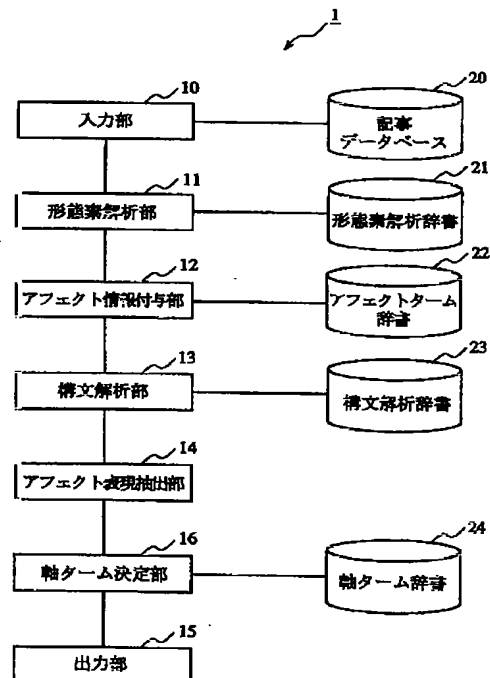 1
10
20
入力部
記事
データベース
11
21
形態素解析部
形態素解析辞書
12
22
アフェクト情報付与部
アフェクトターム
辞書
13
23
構文解析部
構文解析辞書
14
アフェクト表現抽出部
16
24
軸ターム決定部
軸ターム辞書
15
出力部